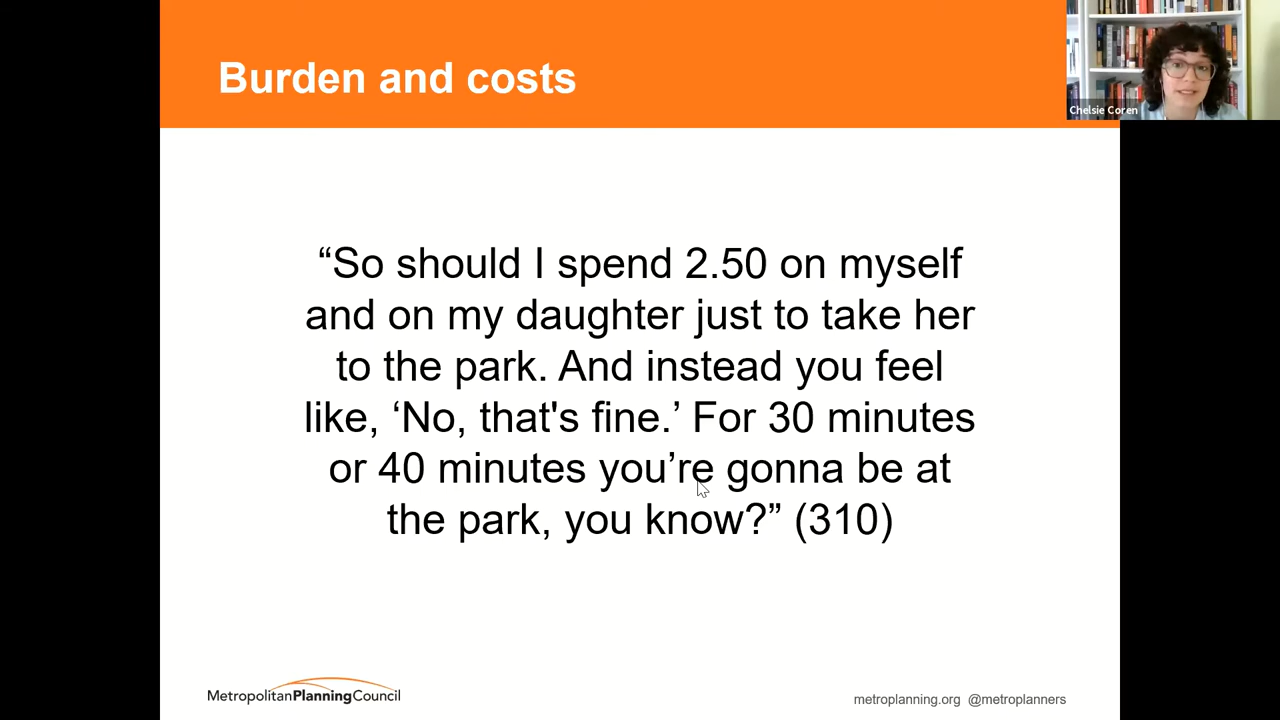 Burden and costs
Chelsie Coren
“So should I spend 2.50 on myself
and on my daughter just to take her
to the park. And instead you feel
like, ‘No, that's fine.’ For 30 minutes
or 40 minutes you’re gonna be at
the park, you know?” (310)
MetropolitanPlanningCouncil
metroplanning.org @metroplanners